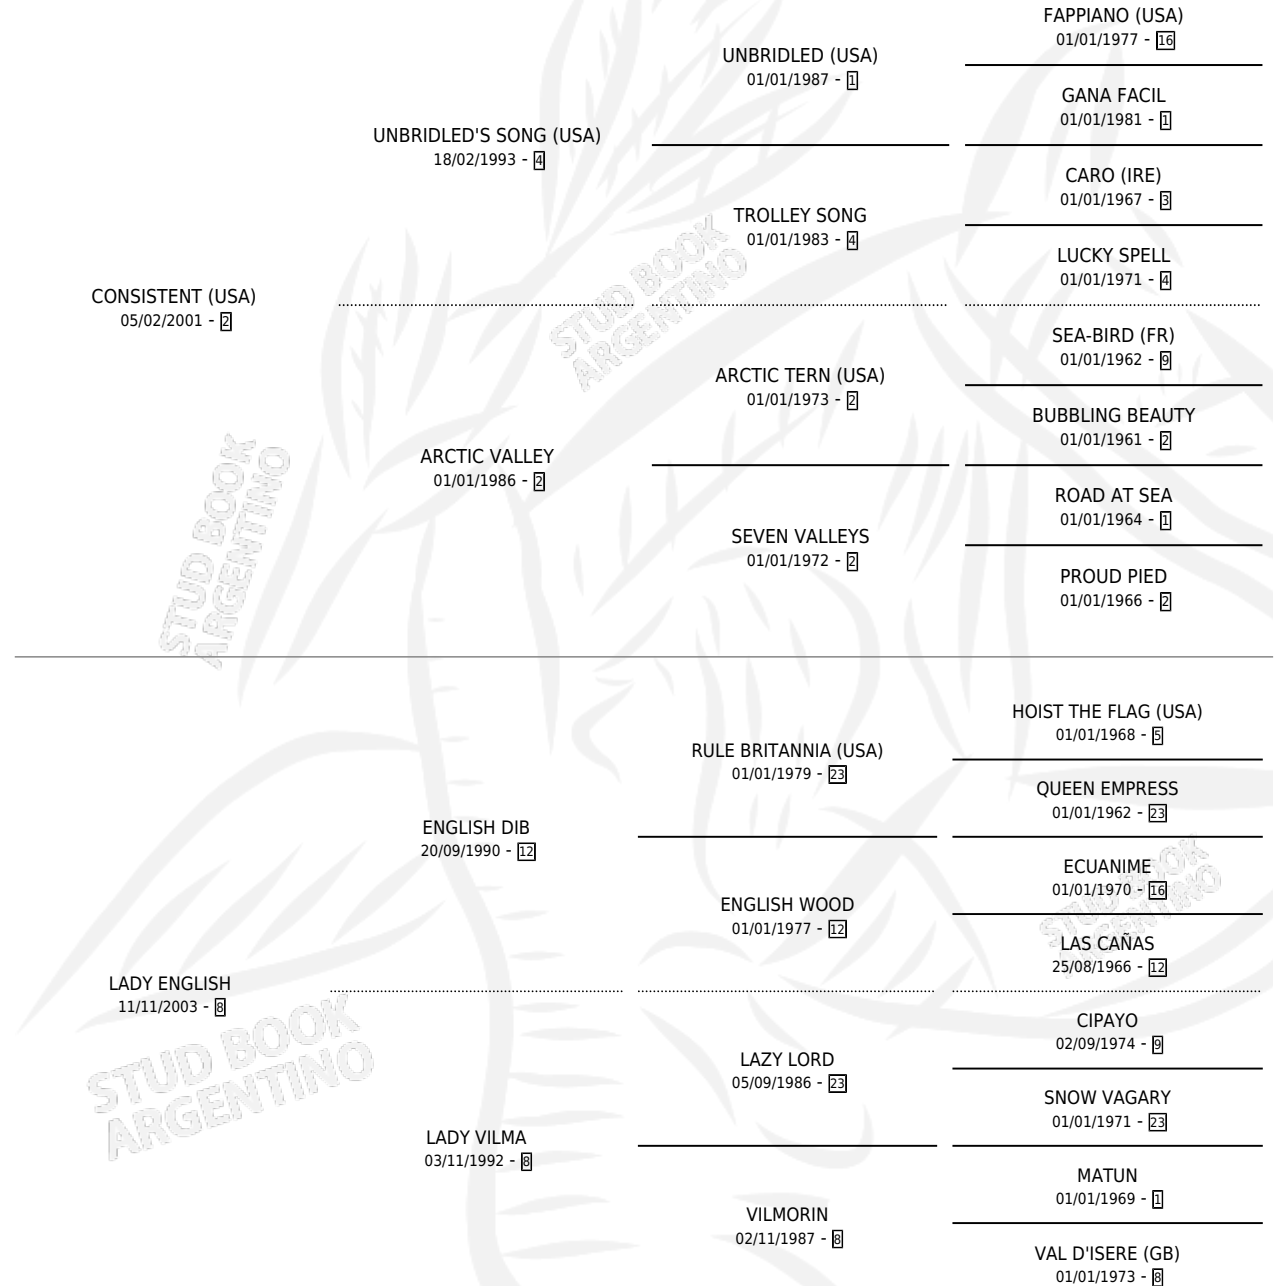 FAPPIANO (USA)
01/01/1977 - 16
UNBRIDLED (USA)
01/01/1987 - 1
GANA FACIL
01/01/1981 - 1
UNBRIDLED'S SONG (USA)
18/02/1993 - 4
CARO (IRE)
01/01/1967 - 3
TROLLEY SONG
01/01/1983 - 4
LUCKY SPELL
01/01/1971 - 4
CONSISTENT (USA)
05/02/2001 - 2
SEA-BIRD (FR)
01/01/1962 - 9
ARCTIC TERN (USA)
01/01/1973 - 2
BUBBLING BEAUTY
01/01/1961 - 2
ARCTIC VALLEY
01/01/1986 - 2
ROAD AT SEA
01/01/1964 - 1
SEVEN VALLEYS
01/01/1972 - 2
PROUD PIED
01/01/1966 - 2
HOIST THE FLAG (USA)
01/01/1968 - 5
RULE BRITANNIA (USA)
01/01/1979 - 23
QUEEN EMPRESS
01/01/1962 - 23
ENGLISH DIB
20/09/1990 - 12
ECUANIME
01/01/1970 - 16
ENGLISH WOOD
01/01/1977 - 12
LAS CAÑAS
25/08/1966 - 12
LADY ENGLISH
11/11/2003 - 8
CIPAYO
02/09/1974 - 9
LAZY LORD
05/09/1986 - 23
SNOW VAGARY
01/01/1971 - 23
LADY VILMA
03/11/1992 - 8
MATUN
01/01/1969 - 1
VILMORIN
02/11/1987 - 8
VAL D'ISERE (GB)
01/01/1973 - 8
STUD BOOK
ARGENTINO
STUD BOOK
ARGENTINO
STUD BOOK
ARGENTINO
STUD BOOK
ARGENTINO